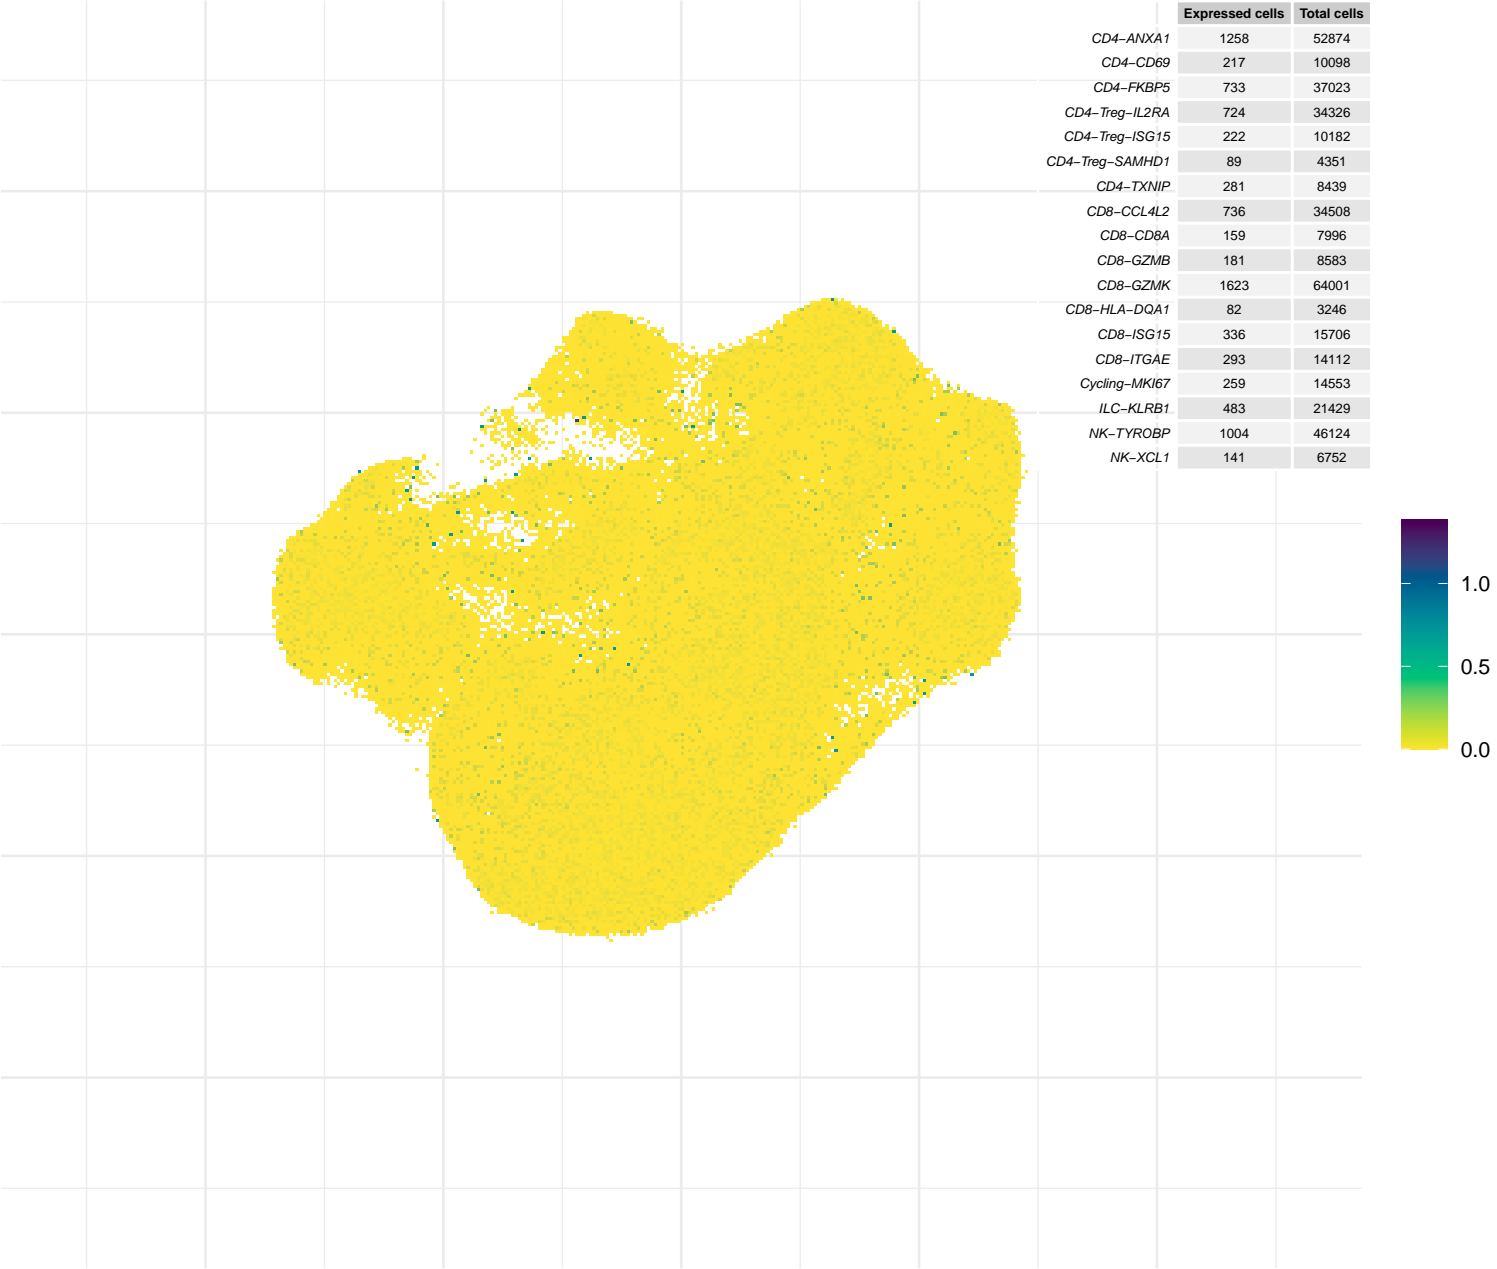 Expressed cells Total cells
CD4−ANXA1 1258 52874
CD4−CD69 217 10098
CD4−FKBP5 733 37023
CD4−Treg−IL2RA 724 34326
CD4−Treg−ISG15 222 10182
CD4−Treg−SAMHD1 89 4351
CD4−TXNIP 281 8439
CD8−CCL4L2 736 34508
CD8−CD8A 159 7996
CD8−GZMB 181 8583
CD8−GZMK 1623 64001
CD8−HLA−DQA1 82 3246
CD8−ISG15 336 15706
CD8−ITGAE 293 14112
Cycling−MKI67 259 14553
ILC−KLRB1 483 21429
NK−TYROBP 1004 46124
NK−XCL1 141 6752
1.0
0.5
0.0